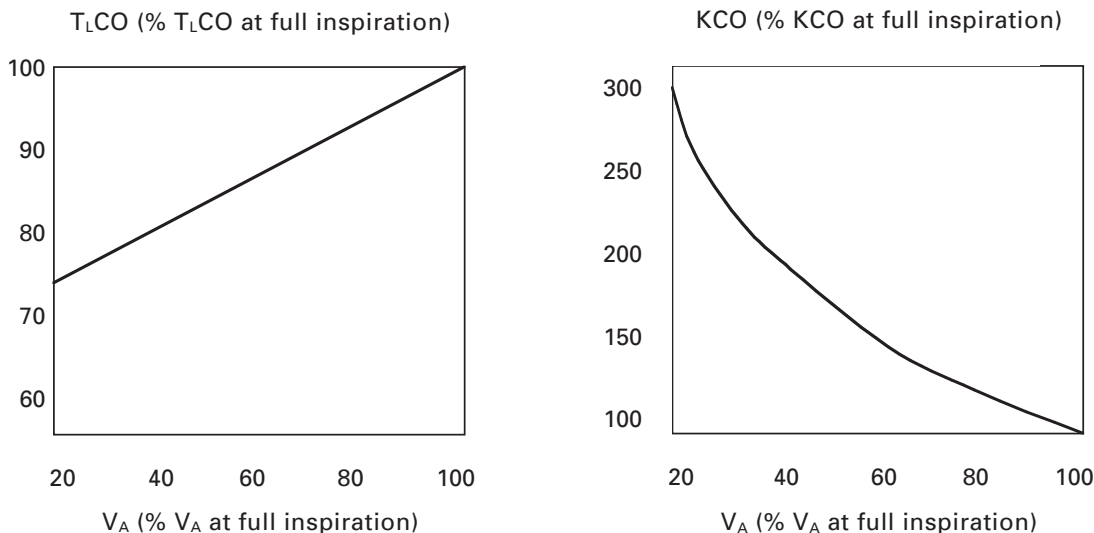 TLCO (% TLCO at full inspiration)
100
90
80
70
60
20 40 60 80 100
VA (% VA at full inspiration)
KCO (% KCO at full inspiration)
300
250
200
150
100
20 40 60 80 100
VA (% VA at full inspiration)